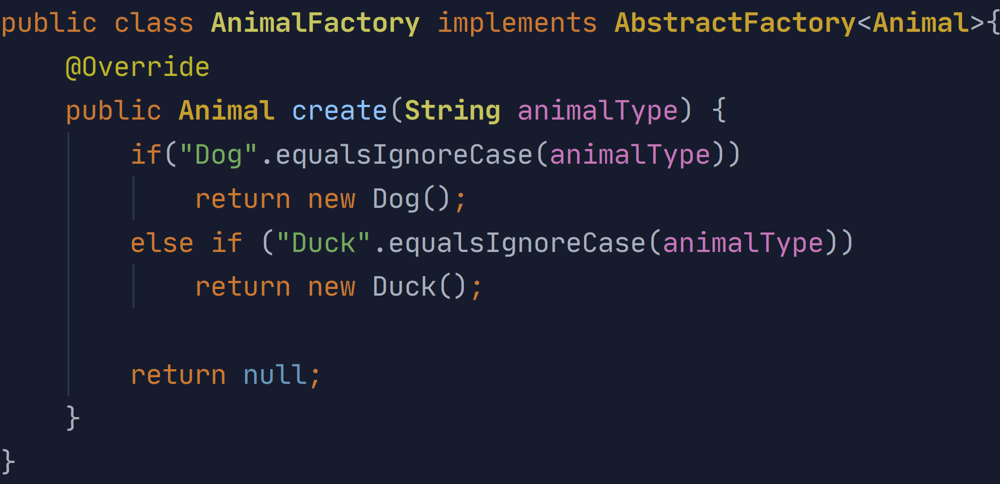 public class AnimalFactory implements AbstractFactory<Animal>{
    @Override
    public Animal create(String animalType) {
        if("Dog".equalsIgnoreCase(animalType))
            return new Dog();
        else if ("Duck".equalsIgnoreCase(animalType))
            return new Duck();

        return null;
    }
}